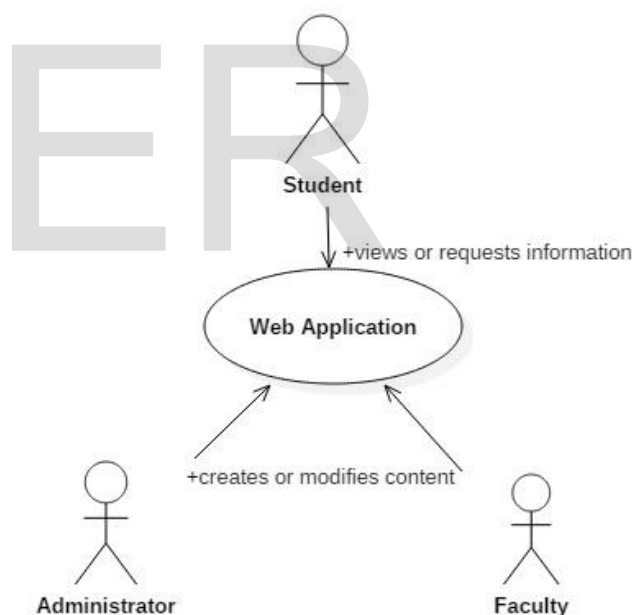 ER
Student
+views or requests information
Web Application
+creates or modifies content
Administrator
Faculty